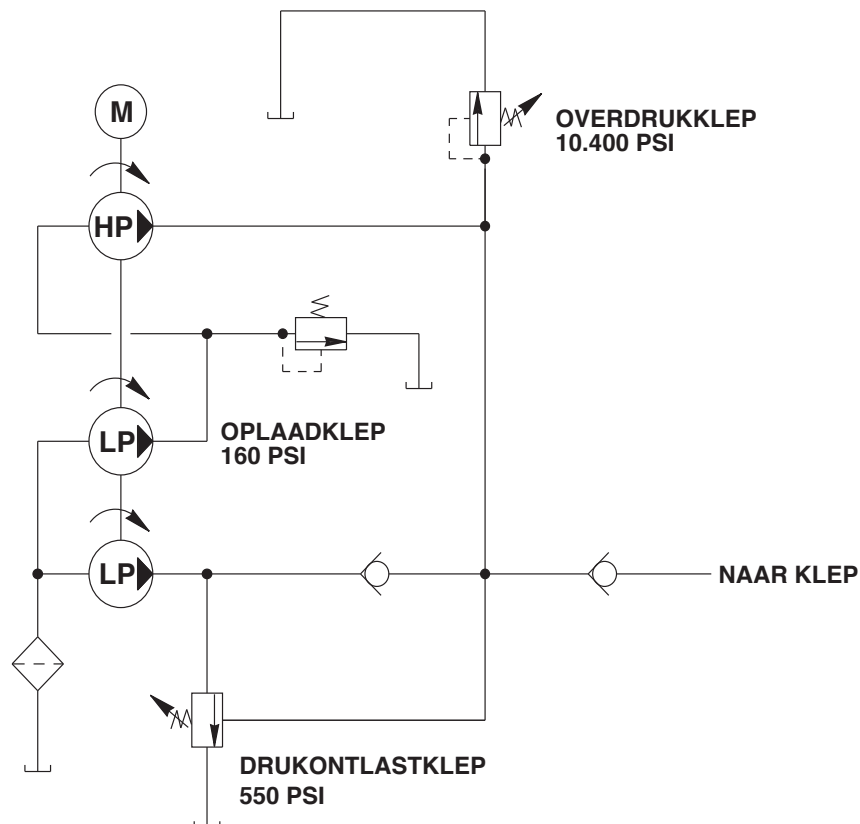 M
OVERDRUKKLEP
10.400 PSI
HP
LP
OPLAADKLEP
160 PSI
LP
NAAR KLEP
DRUKONTLASTKLEP
550 PSI